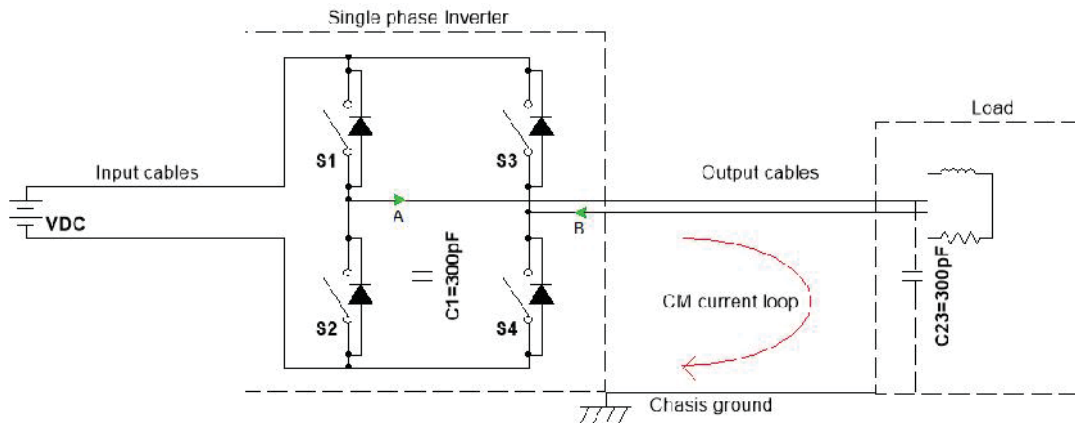 Single phase Inverter
Load
S1
S3
Input cables
Output cables
VDC
A
B
C1=300pF
C23=300pF
CM current loop
S2
S4
Chasis ground